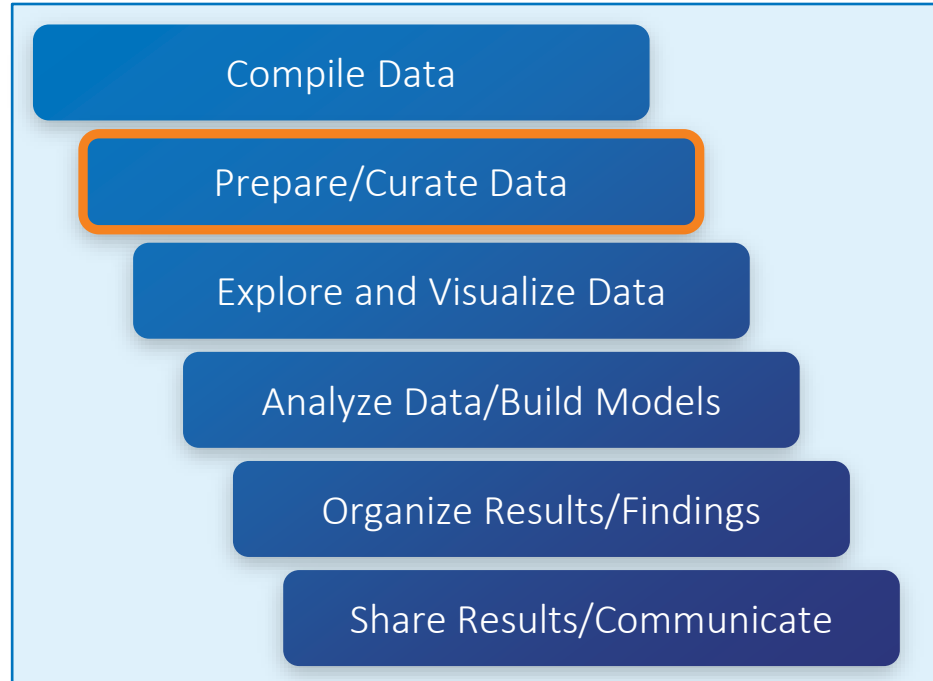 Compile Data
Prepare/Curate Data
Explore and Visualize Data
Analyze Data/Build Models
Organize Results/Findings
Share Results/Communicate